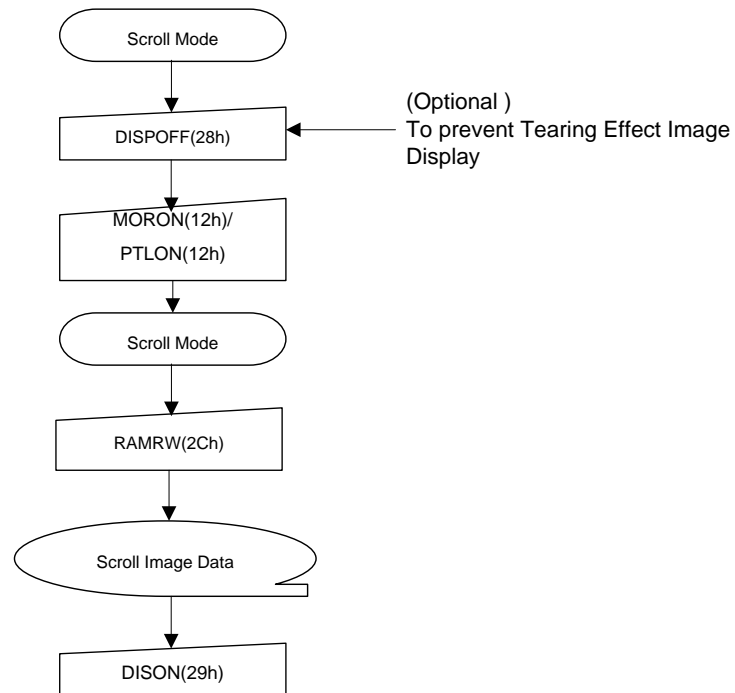 Scroll Mode
(Optional )
To prevent Tearing Effect Image
Display
DISPOFF(28h)
MORON(12h)/
PTLON(12h)
Scroll Mode
RAMRW(2Ch)
Scroll Image Data
DISON(29h)